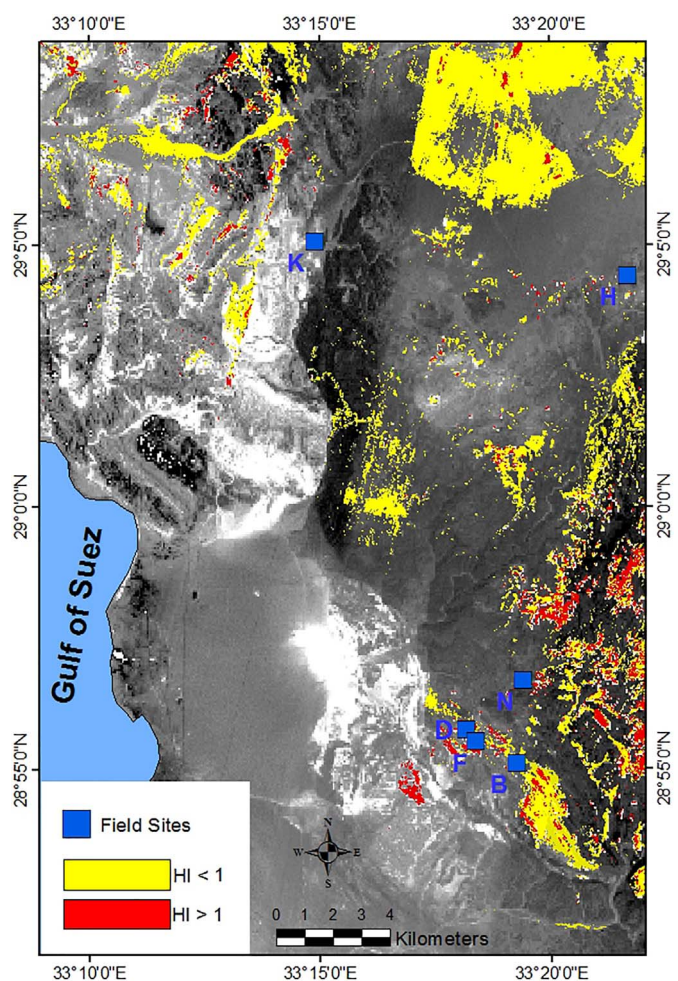 33°10'0"E 33°15'0"E 33°20'0"E
29°5'0"N
29°5'0"N
K
H
29°0'0"N
29°0'0"N
Gulf of Suez
N
D
F
B
28°55'0"N
28°55'0"N
Field Sites
HI < 1
HI > 1
N
W E
S
0 1 2 3 4
Kilometers
33°10'0"E 33°15'0"E 33°20'0"E